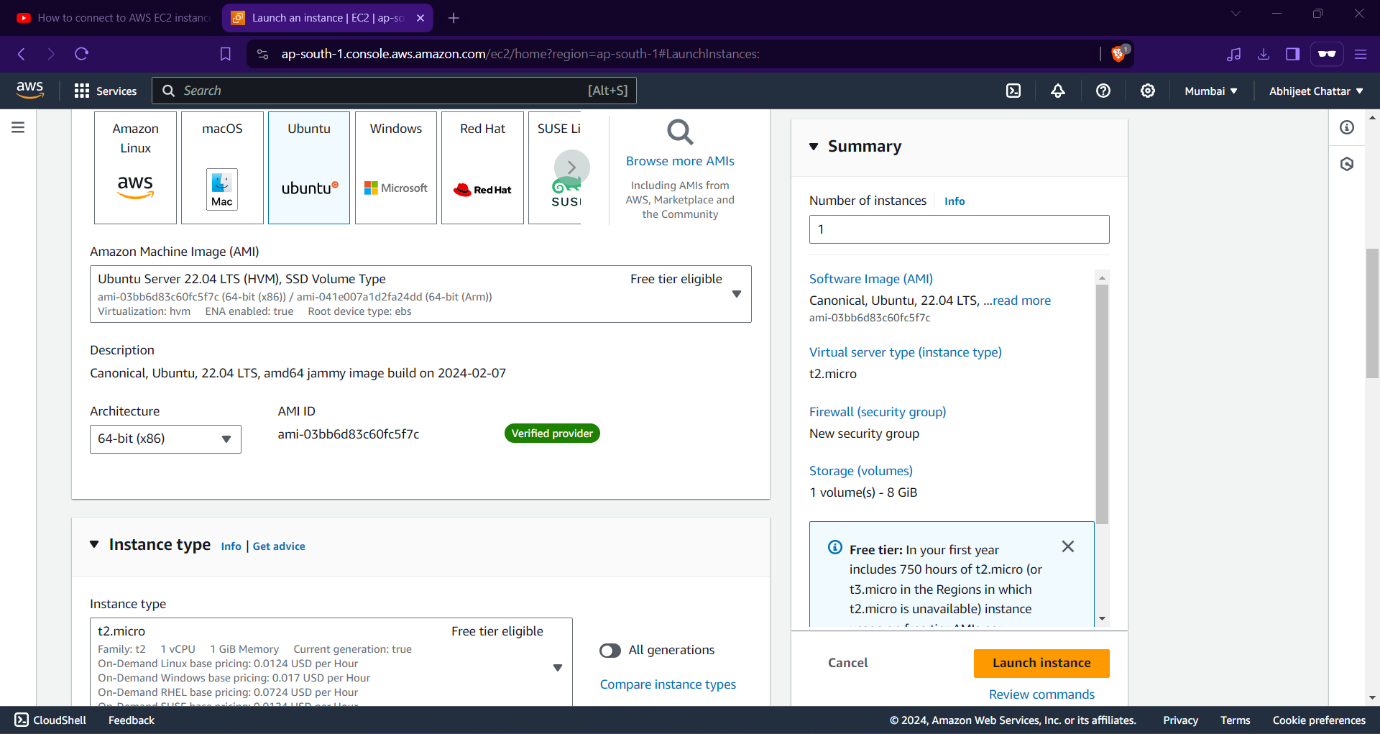 How to connect to AWS EC2 instanc
Launch an instance | EC2 | ap-so
ap-south-1.console.aws.amazon.com/ec2/home?region=ap-south-1#LaunchInstances:
1
aws
Services
Search
[Alt+S]
Mumbai
Abhijeet Chattar
Amazon
Linux
aws
macOS
Mac
Ubuntu
ubuntu
Windows
Microsoft
Red Hat
Red Hat
SUSE Li
SUS
Browse more AMIs
Including AMIs from
AWS, Marketplace and
the Community
Amazon Machine Image (AMI)
Ubuntu Server 22.04 LTS (HVM), SSD Volume Type
Free tier eligible
ami-03bb6d83c60fc5f7c (64-bit (x86)) / ami-041e007a1d2fa24dd (64-bit (Arm))
Virtualization: hvm ENA enabled: true Root device type: ebs
Description
Canonical, Ubuntu, 22.04 LTS, amd64 jammy image build on 2024-02-07
Architecture
AMI ID
64-bit (x86)
ami-03bb6d83c60fc5f7c
Verified provider
Instance type Info | Get advice
Instance type
t2.micro
Free tier eligible
Family: t2 1 vCPU 1 GiB Memory Current generation: true
On-Demand Linux base pricing: 0.0124 USD per Hour
On-Demand Windows base pricing: 0.017 USD per Hour
On-Demand RHEL base pricing: 0.0724 USD per Hour
All generations
Compare instance types
Summary
Number of instances Info
1
Software Image (AMI)
Canonical, Ubuntu, 22.04 LTS, ...read more
ami-03bb6d83c60fc5f7c
Virtual server type (instance type)
t2.micro
Firewall (security group)
New security group
Storage (volumes)
1 volume(s) - 8 GiB
Free tier: In your first year
includes 750 hours of t2.micro (or
t3.micro in the Regions in which
t2.micro is unavailable) instance
Cancel
Launch instance
Review commands
CloudShell Feedback
© 2024, Amazon Web Services, Inc. or its affiliates. Privacy Terms Cookie preferences